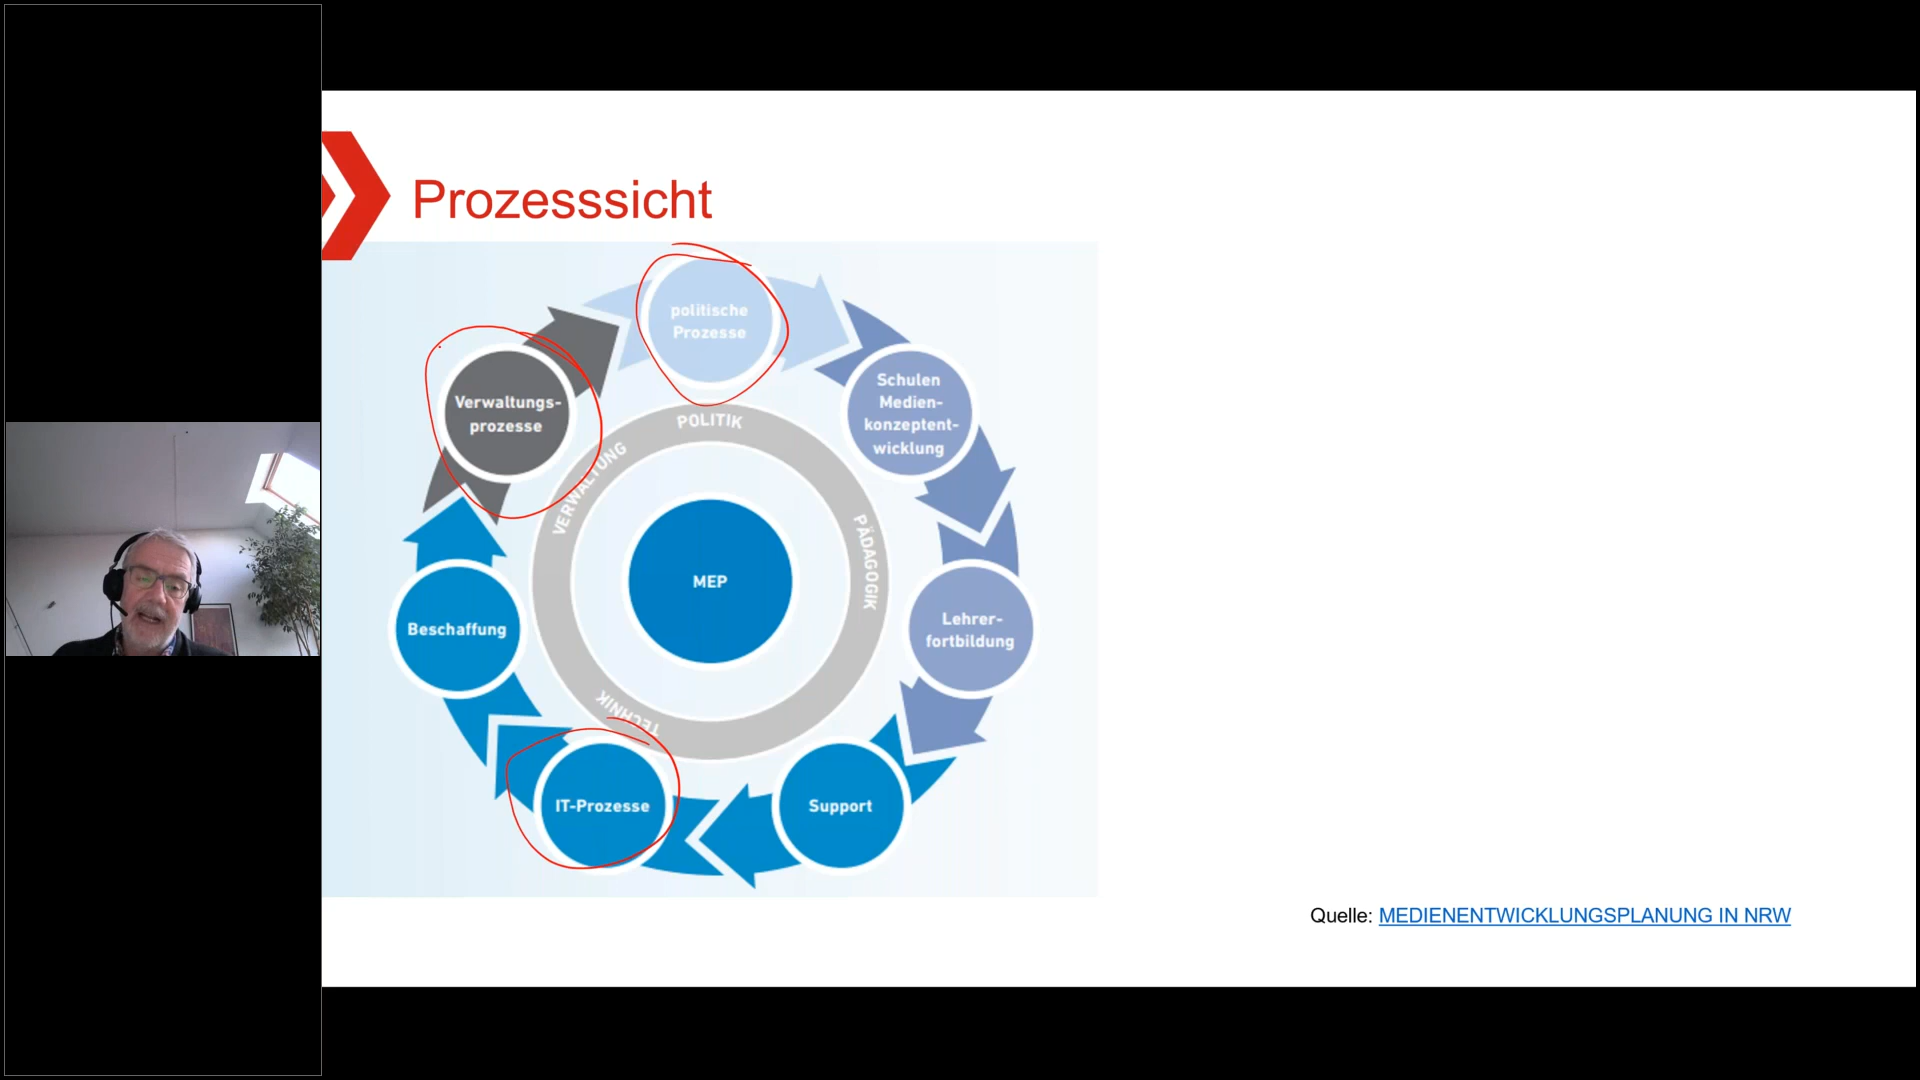 Prozesssicht
politische
Prozesse
Schulen
Medien-
konzeptent-
wicklung
Lehrer-
fortbildung
Support
IT-Prozesse
Beschaffung
Verwaltungs-
prozesse
POLITIK
PÄDAGOGIK
TECHNIK
VERWALTUNG
MEP
Quelle: MEDIENENTWICKLUNGSPLANUNG IN NRW